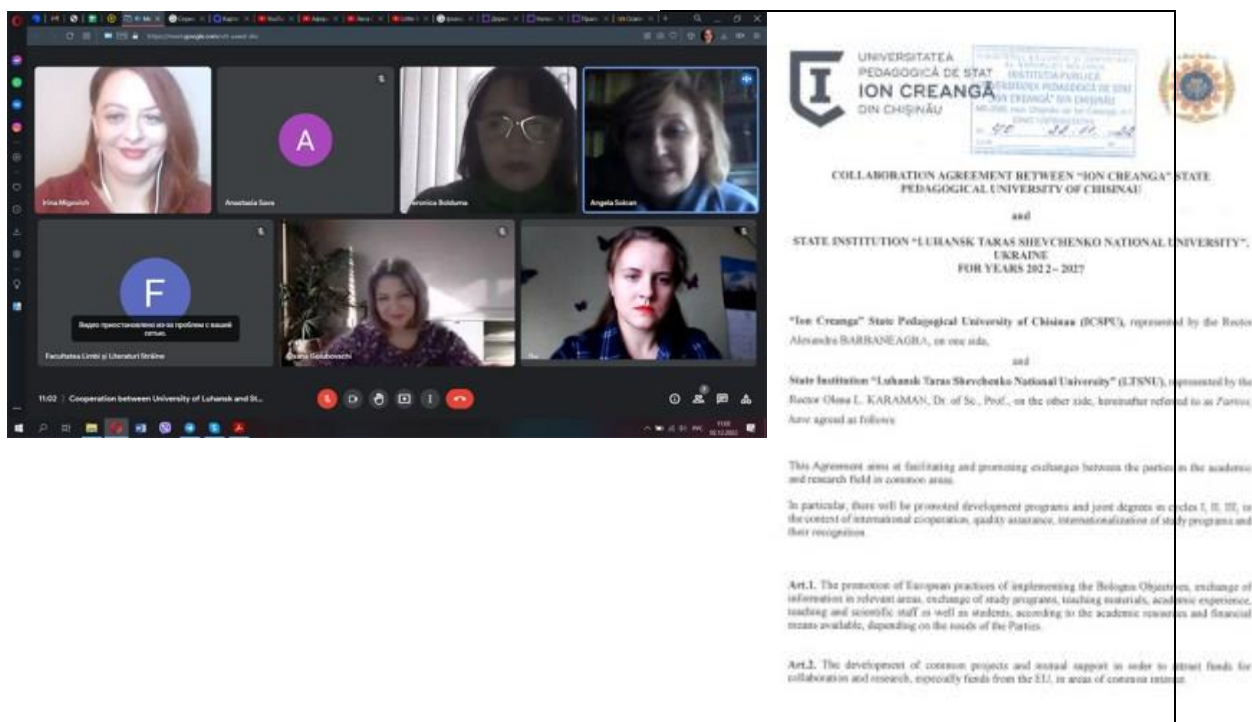 https://meet.google.com/
Irina Migovich
A
Anastasia Sava
Veronica Bolduma
Angela Solcan
F
Видео приостановлено из-за проблем с вашей
сетью.
Facultatea Limbi și Literaturi Străine
Oxana Golubovschi
11:02 | Cooperation between University of Luhansk and St...
11:02
02.12.2022
UNIVERSITATEA
PEDAGOGICĂ DE STAT
ION CREANGĂ
DIN CHIȘINĂU
INSTITUȚIA PUBLICĂ
COLLABORATION AGREEMENT BETWEEN "ION CREANGA" STATE
PEDAGOGICAL UNIVERSITY OF CHISINAU
and
STATE INSTITUTION "LUHANSK TARAS SHEVCHENKO NATIONAL UNIVERSITY",
UKRAINE
FOR YEARS 2022 – 2027
"Ion Creanga" State Pedagogical University of Chisinau (ICSPU), represented by the Rector
Alexandra BARBANEAGRA, on one side,
and
State Institution "Luhansk Taras Shevchenko National University" (LTSNU), represented by the
Rector Olena L. KARAMAN, Dr. of Sc., Prof., on the other side, hereinafter referred to as Parties,
have agreed as follows
This Agreement aims at facilitating and promoting exchanges between the parties in the academic
and research field in common areas.
In particular, there will be promoted development programs and joint degrees in cycles I, II, III, in
the context of international cooperation, quality assurance, internationalization of study programs and
their recognition.
Art.1. The promotion of European practices of implementing the Bologna Objectives, exchange of
information in relevant areas, exchange of study programs, teaching materials, academic experience,
teaching and scientific staff as well as students, according to the academic resources and financial
means available, depending on the needs of the Parties.
Art.2. The development of common projects and mutual support in order to attract funds for
collaboration and research, especially funds from the EU, in areas of common interest.